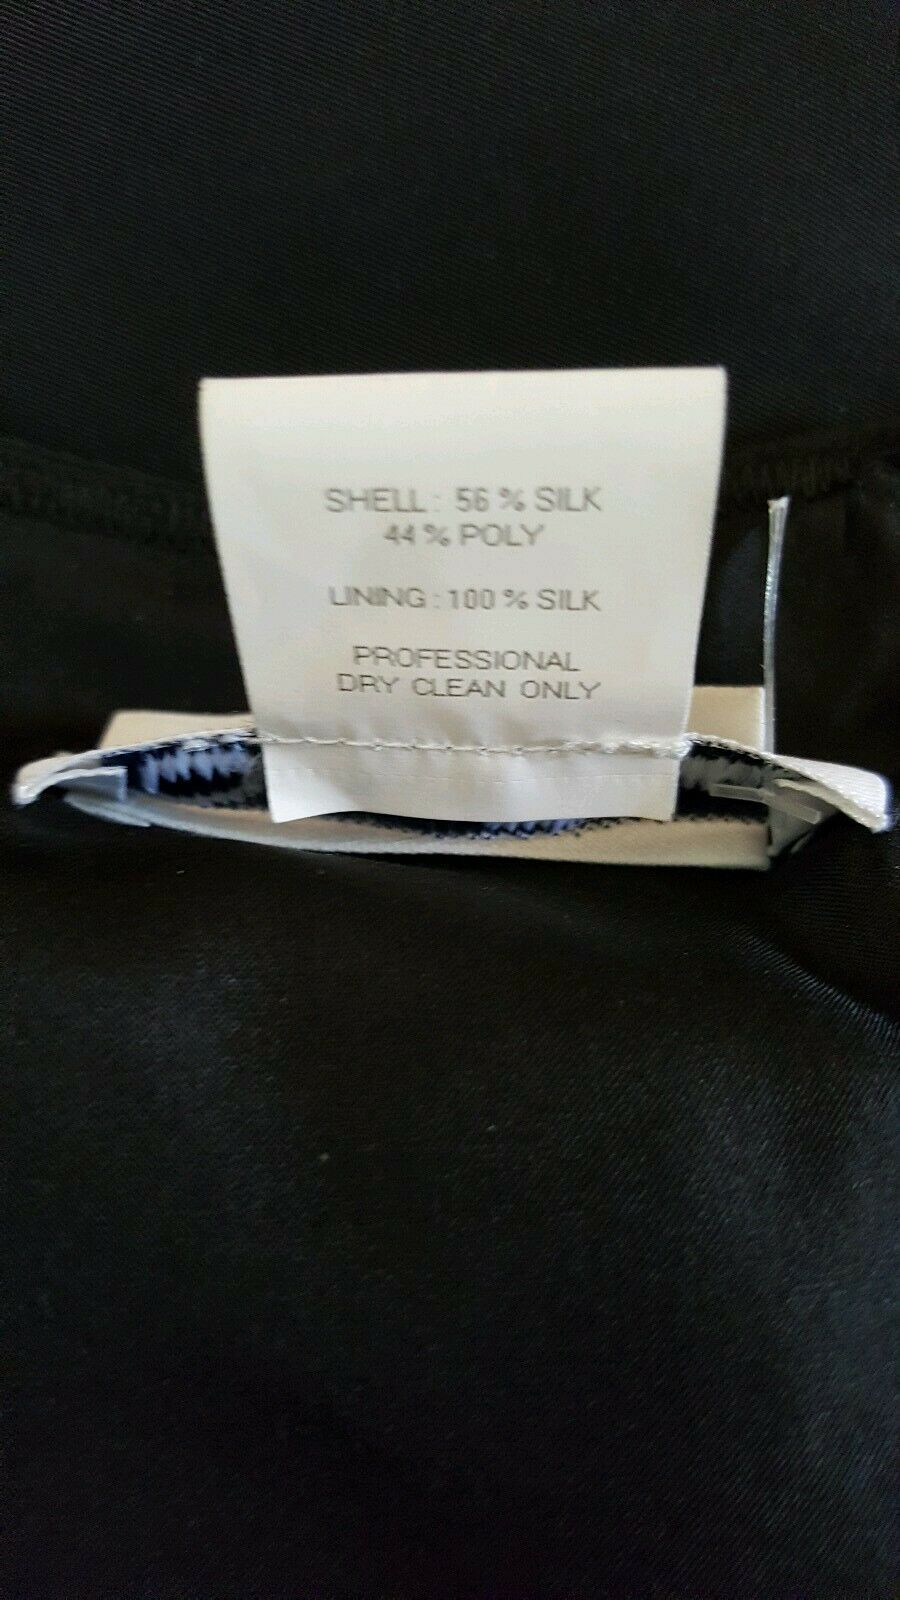 SHELL : 56 % SILK
44 % POLY
LINING : 100 % SILK
PROFESSIONAL
DRY CLEAN ONLY